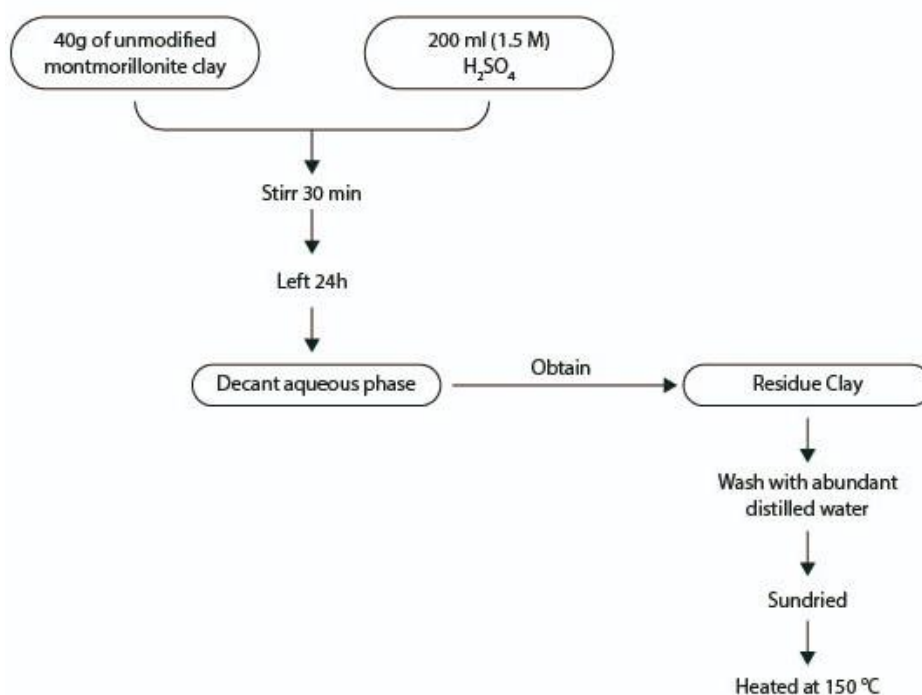 40g of unmodified
montmorillonite clay
200 ml (1.5 M)
H₂SO₄
Stirr 30 min
Left 24h
Decant aqueous phase
Obtain
Residue Clay
Wash with abundant
distilled water
Sundried
Heated at 150 ºC